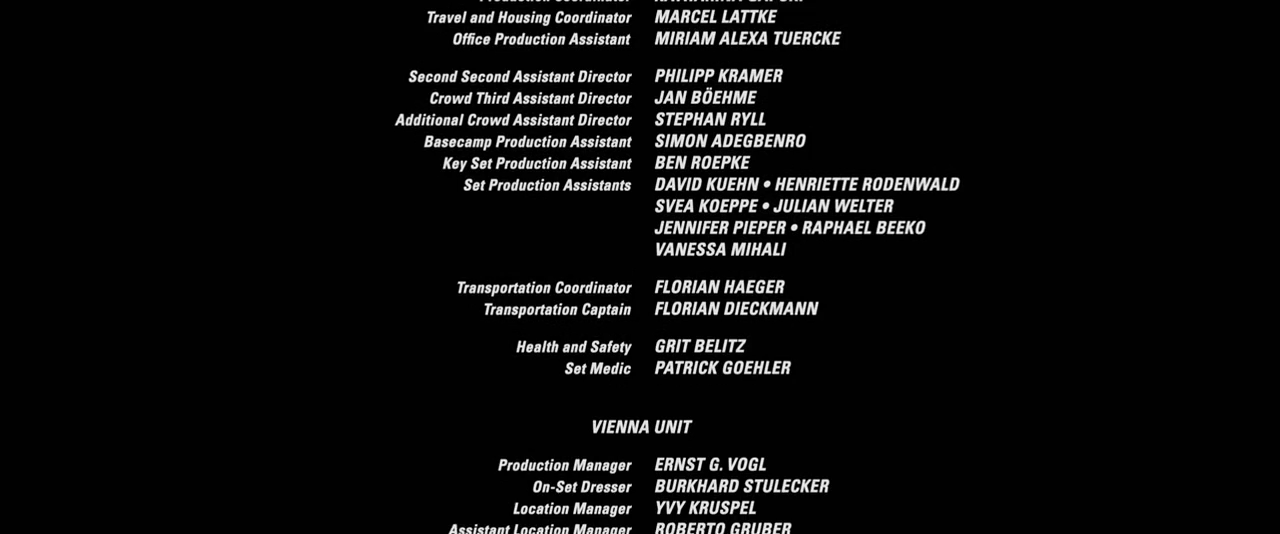 Travel and Housing Coordinator MARCEL LATTKE
Office Production Assistant MIRIAM ALEXA TUERCKE
Second Second Assistant Director PHILIPP KRAMER
Crowd Third Assistant Director JAN BÖEHME
Additional Crowd Assistant Director STEPHAN RYLL
Basecamp Production Assistant SIMON ADEGBENRO
Key Set Production Assistant BEN ROEPKE
Set Production Assistants DAVID KUEHN • HENRIETTE RODENWALD
SVEA KOEPPE • JULIAN WELTER
JENNIFER PIEPER • RAPHAEL BEEKO
VANESSA MIHALI
Transportation Coordinator FLORIAN HAEGER
Transportation Captain FLORIAN DIECKMANN
Health and Safety GRIT BELITZ
Set Medic PATRICK GOEHLER
VIENNA UNIT
Production Manager ERNST G. VOGL
On-Set Dresser BURKHARD STULECKER
Location Manager YVY KRUSPEL
Assistant Location Manager ROBERTO GRUBER